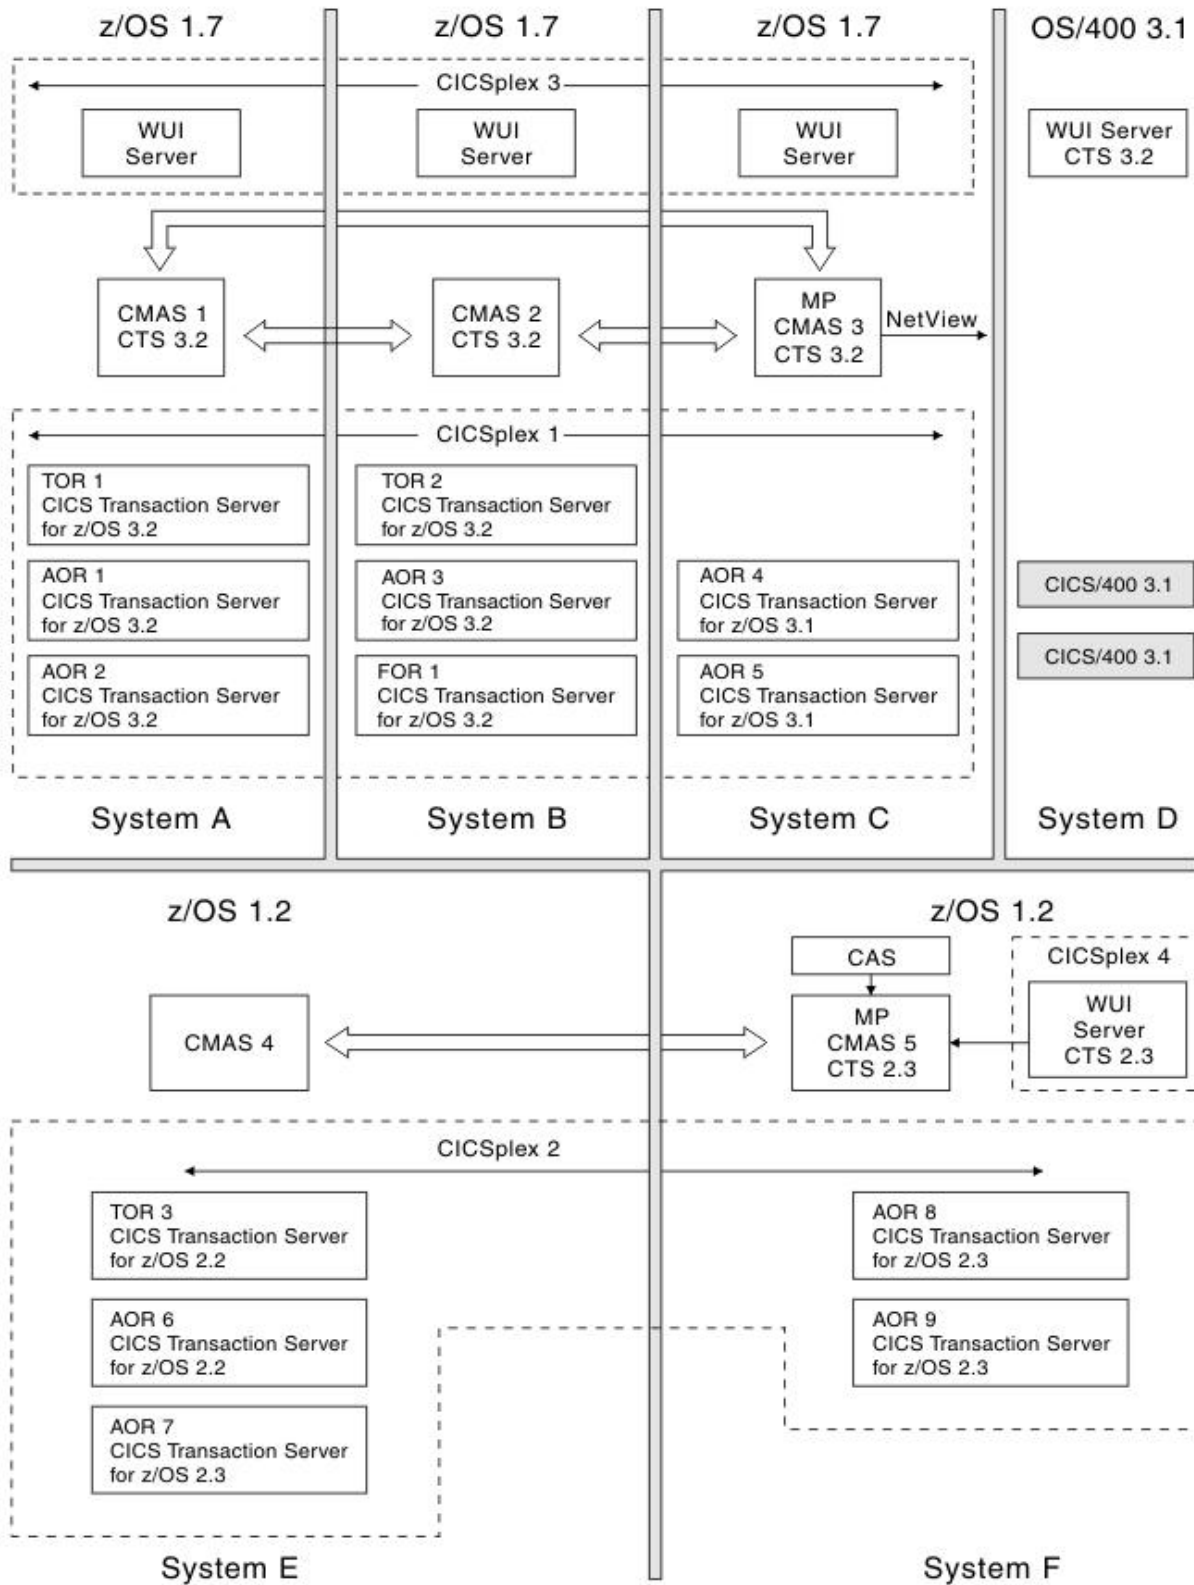 z/OS 1.7
z/OS 1.7
z/OS 1.7
OS/400 3.1
CICSplex 3
WUI
Server
WUI
Server
WUI
Server
WUI Server
CTS 3.2
CMAS 1
CTS 3.2
CMAS 2
CTS 3.2
MP
CMAS 3
CTS 3.2
NetView
CICSplex 1
TOR 1
CICS Transaction Server
for z/OS 3.2
TOR 2
CICS Transaction Server
for z/OS 3.2
AOR 1
CICS Transaction Server
for z/OS 3.2
AOR 3
CICS Transaction Server
for z/OS 3.2
AOR 4
CICS Transaction Server
for z/OS 3.1
CICS/400 3.1
AOR 2
CICS Transaction Server
for z/OS 3.2
FOR 1
CICS Transaction Server
for z/OS 3.2
AOR 5
CICS Transaction Server
for z/OS 3.1
CICS/400 3.1
System A
System B
System C
System D
z/OS 1.2
z/OS 1.2
CAS
CICSplex 4
CMAS 4
MP
CMAS 5
CTS 2.3
WUI
Server
CTS 2.3
CICSplex 2
TOR 3
CICS Transaction Server
for z/OS 2.2
AOR 8
CICS Transaction Server
for z/OS 2.3
AOR 6
CICS Transaction Server
for z/OS 2.2
AOR 9
CICS Transaction Server
for z/OS 2.3
AOR 7
CICS Transaction Server
for z/OS 2.3
System E
System F